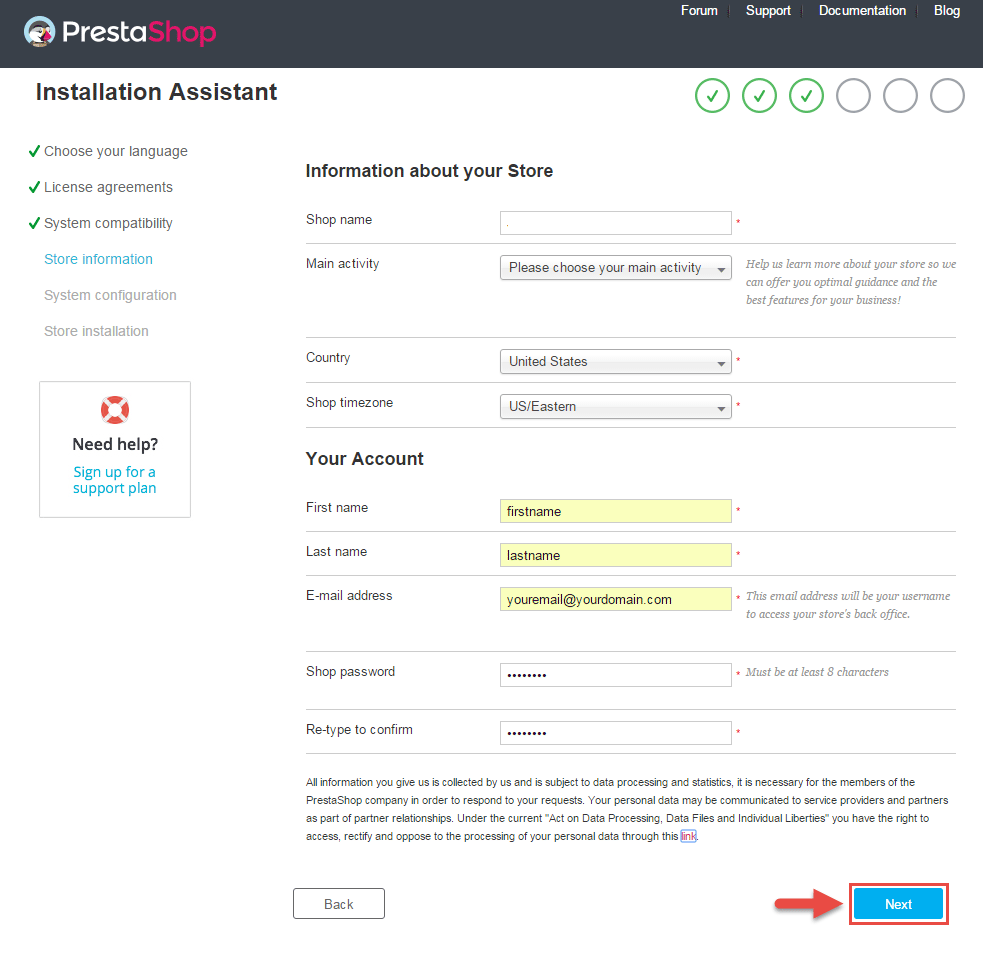 Forum
Support
Documentation
Blog
PrestaShop
Installation Assistant
Choose your language
License agreements
System compatibility
Store information
System configuration
Store installation
Need help?
Sign up for a
support plan
Information about your Store
Shop name
.
*
Main activity
Please choose your main activity
Help us learn more about your store so we
can offer you optimal guidance and the
best features for your business!
Country
United States
*
Shop timezone
US/Eastern
*
Your Account
First name
firstname
*
Last name
lastname
*
E-mail address
youremail@yourdomain.com
* This email address will be your username
to access your store's back office.
Shop password
••••••••
* Must be at least 8 characters
Re-type to confirm
••••••••
*
All information you give us is collected by us and is subject to data processing and statistics, it is necessary for the members of the
PrestaShop company in order to respond to your requests. Your personal data may be communicated to service providers and partners
as part of partner relationships. Under the current "Act on Data Processing, Data Files and Individual Liberties" you have the right to
access, rectify and oppose to the processing of your personal data through this link.
Back
Next